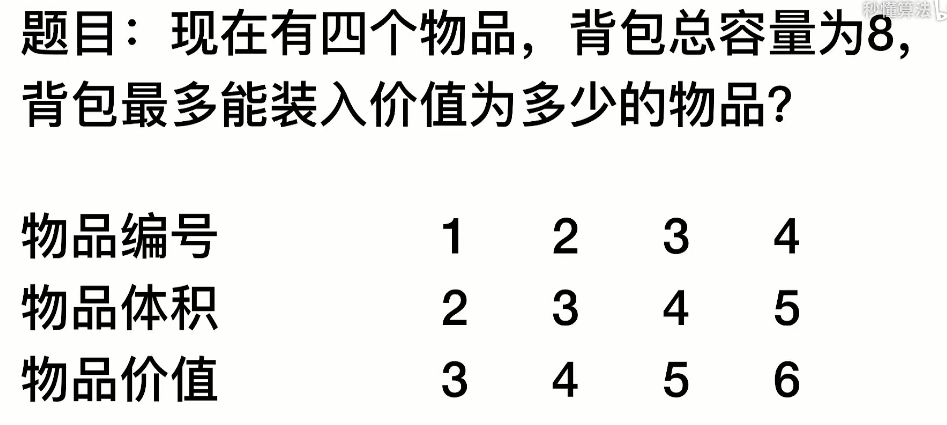 秒懂算法
题目：现在有四个物品，背包总容量为8，
背包最多能装入价值为多少的物品？
物品编号 1 2 3 4
物品体积 2 3 4 5
物品价值 3 4 5 6